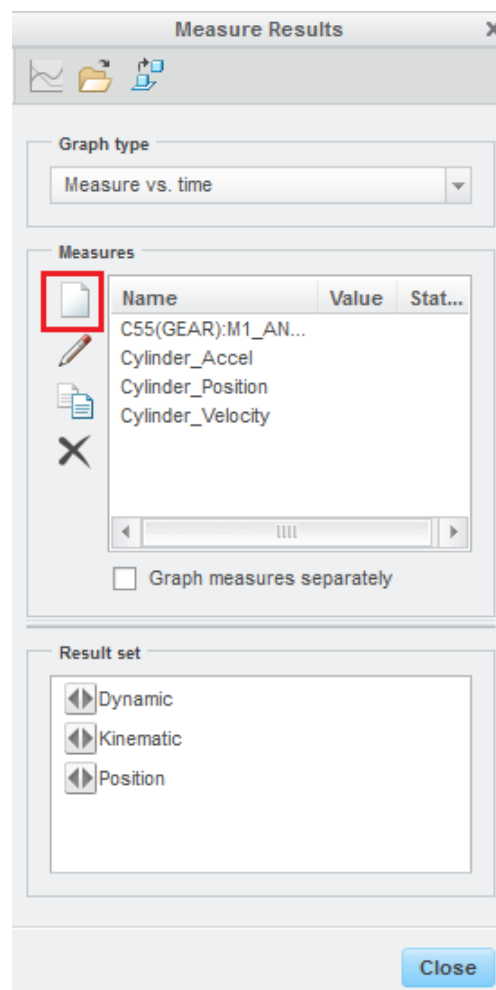 Measure Results
Graph type
Measure vs. time
Measures
Name Value Stat...
C55(GEAR):M1_AN...
Cylinder_Accel
Cylinder_Position
Cylinder_Velocity
Graph measures separately
Result set
Dynamic
Kinematic
Position
Close